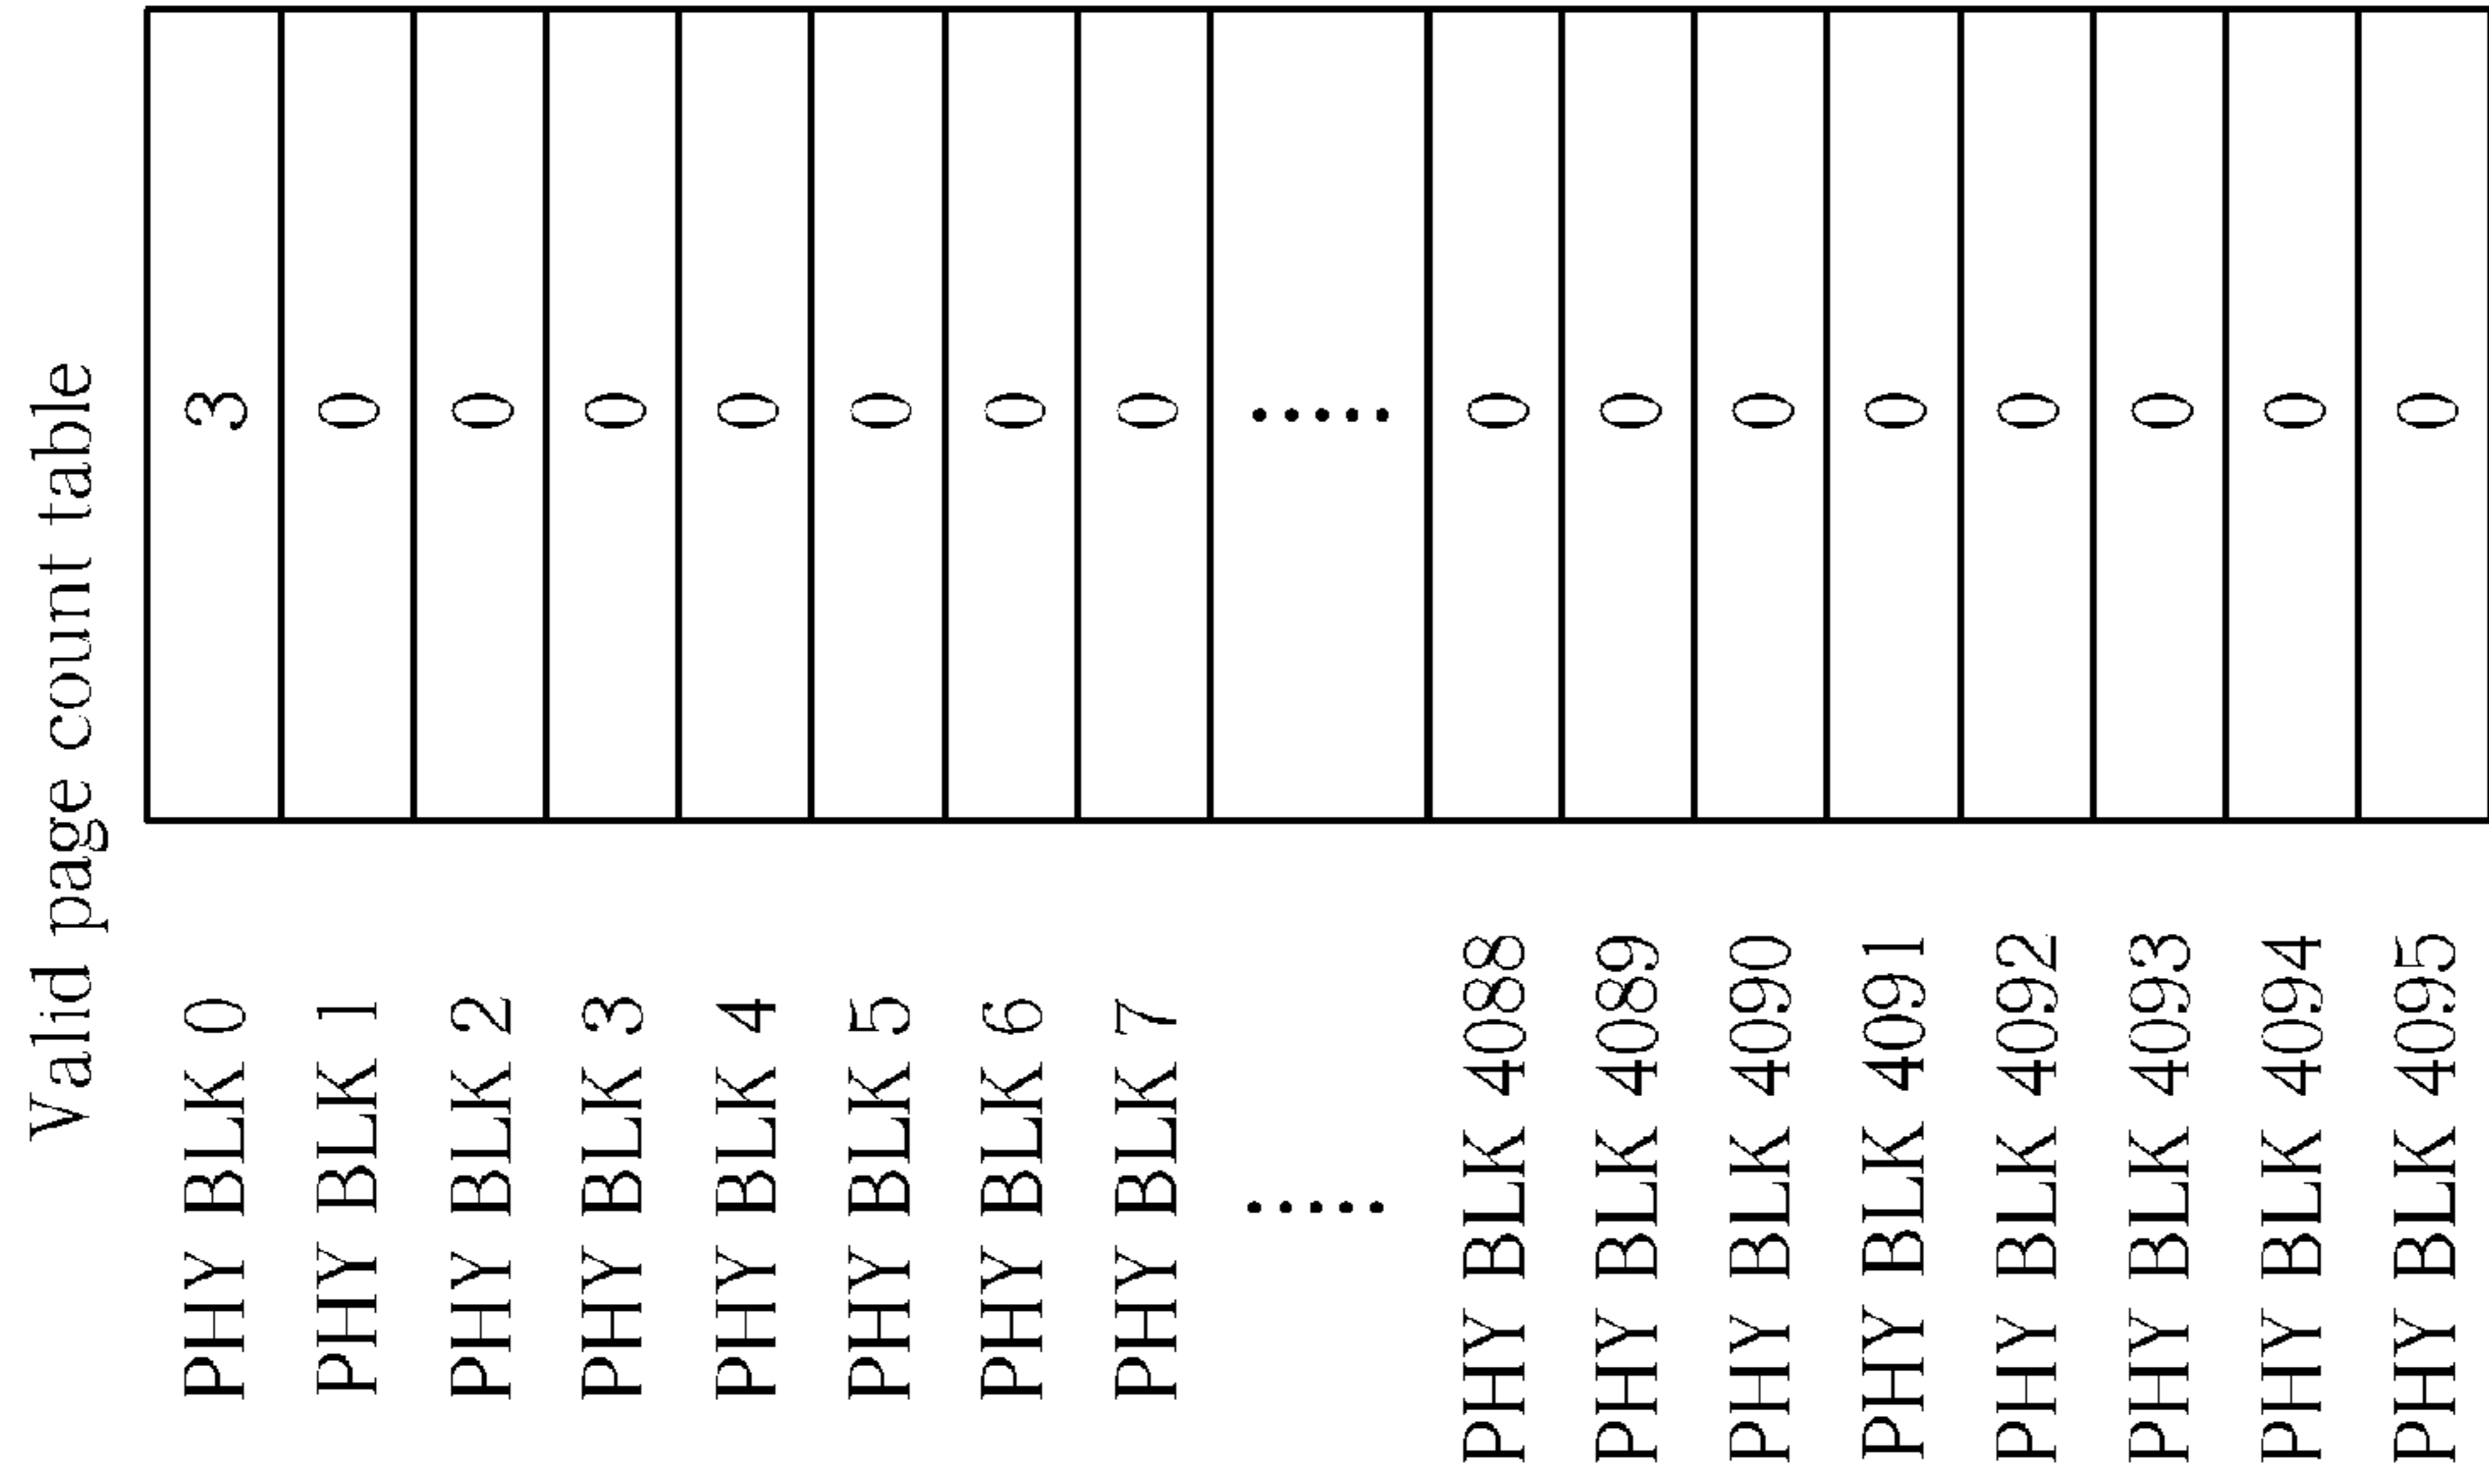 Valid page count table
PHY BLK 0 3
PHY BLK 1 0
PHY BLK 2 0
PHY BLK 3 0
PHY BLK 4 0
PHY BLK 5 0
PHY BLK 6 0
PHY BLK 7 0
..... .....
PHY BLK 4088 0
PHY BLK 4089 0
PHY BLK 4090 0
PHY BLK 4091 0
PHY BLK 4092 0
PHY BLK 4093 0
PHY BLK 4094 0
PHY BLK 4095 0